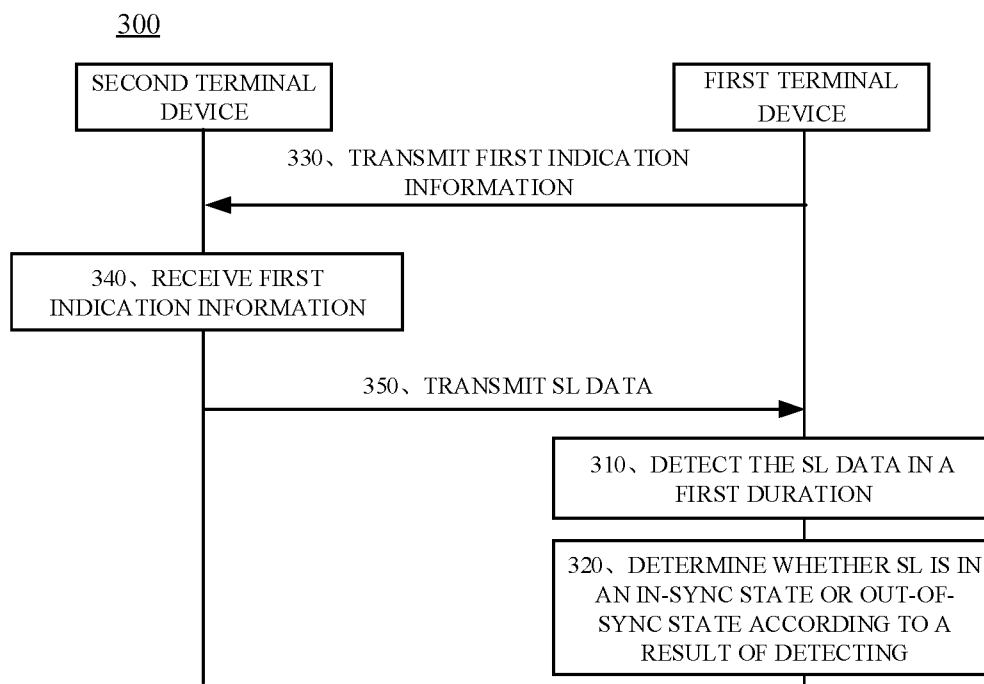 300
SECOND TERMINAL
DEVICE
FIRST TERMINAL
DEVICE
330、TRANSMIT FIRST INDICATION
INFORMATION
340、RECEIVE FIRST
INDICATION INFORMATION
350、TRANSMIT SL DATA
310、DETECT THE SL DATA IN A
FIRST DURATION
320、DETERMINE WHETHER SL IS IN
AN IN-SYNC STATE OR OUT-OF-
SYNC STATE ACCORDING TO A
RESULT OF DETECTING